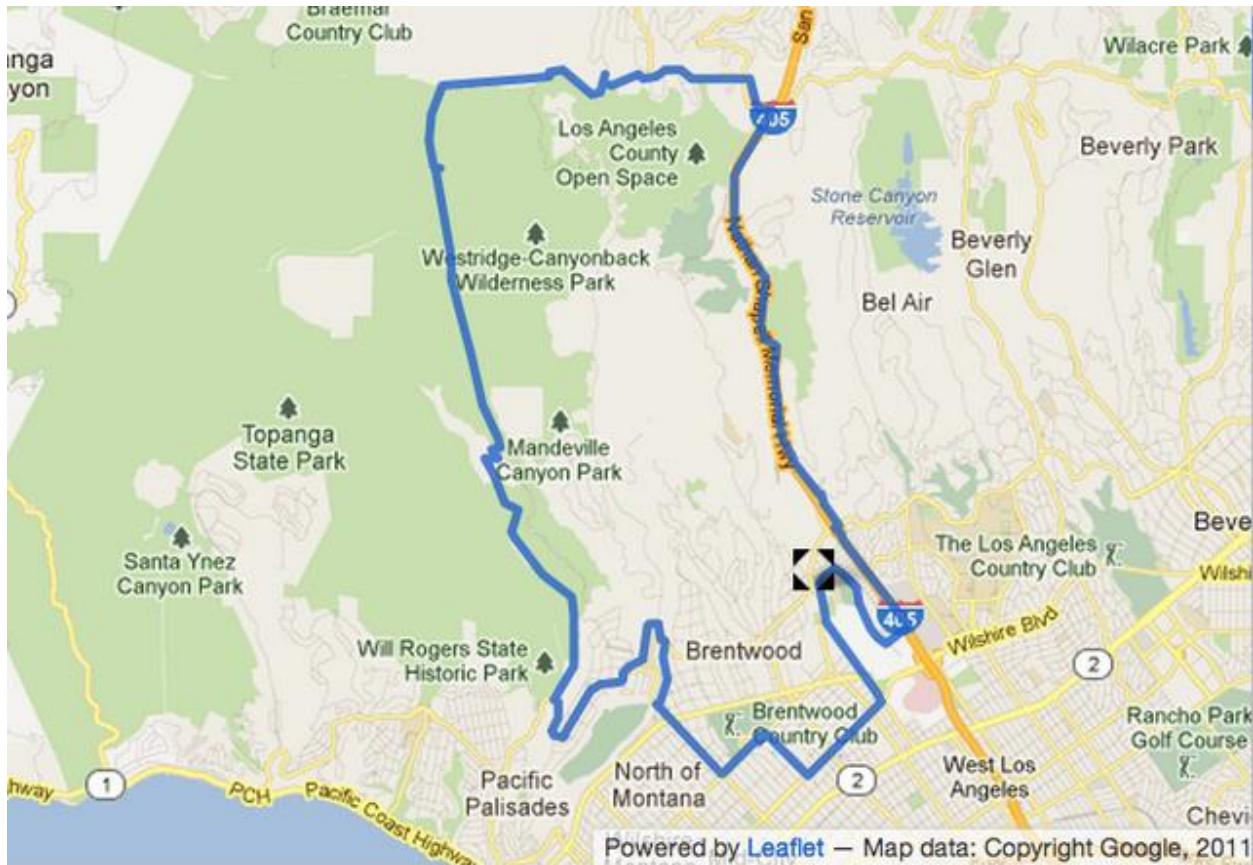 Braemar
Country Club
San
Wilacre Park
anga
yon
405
Los Angeles
County
Open Space
Beverly Park
Stone Canyon
Reservoir
Westridge-Canyonback
Wilderness Park
Beverly
Glen
Bel Air
Memorial Hwy
Topanga
State Park
Mandeville
Canyon Park
Santa Ynez
Canyon Park
The Los Angeles
Country Club
Beve
Wilshi
405
Wilshire Blvd
Will Rogers State
Historic Park
Brentwood
2
Brentwood
Country Club
Rancho Park
Golf Course
1
PCH
Pacific Coast Highway
hway
Pacific
Palisades
North of
Montana
2
West Los
Angeles
Chevi
Powered by Leaflet — Map data: Copyright Google, 2011